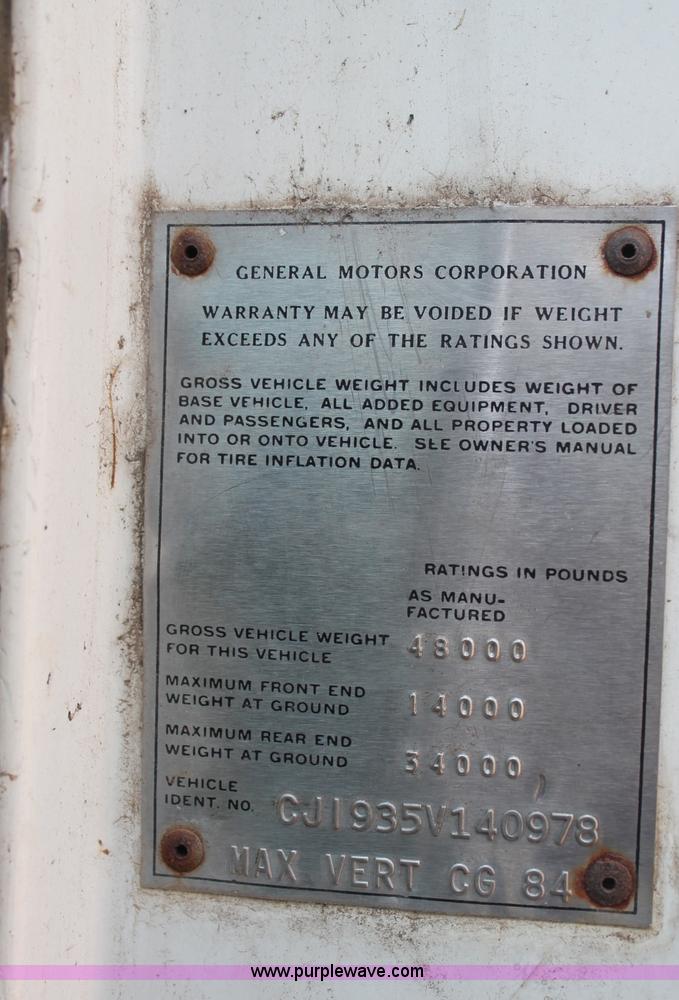 GENERAL MOTORS CORPORATION
WARRANTY MAY BE VOIDED IF WEIGHT
EXCEEDS ANY OF THE RATINGS SHOWN.
GROSS VEHICLE WEIGHT INCLUDES WEIGHT OF
BASE VEHICLE, ALL ADDED EQUIPMENT, DRIVER
AND PASSENGERS, AND ALL PROPERTY LOADED
INTO OR ONTO VEHICLE. SEE OWNER'S MANUAL
FOR TIRE INFLATION DATA.
RATINGS IN POUNDS
AS MANU-
FACTURED
GROSS VEHICLE WEIGHT
FOR THIS VEHICLE 48000
MAXIMUM FRONT END
WEIGHT AT GROUND 14000
MAXIMUM REAR END
WEIGHT AT GROUND 34000
VEHICLE
IDENT. NO. CJI935V140978
MAX VERT CG 84
www.purplewave.com